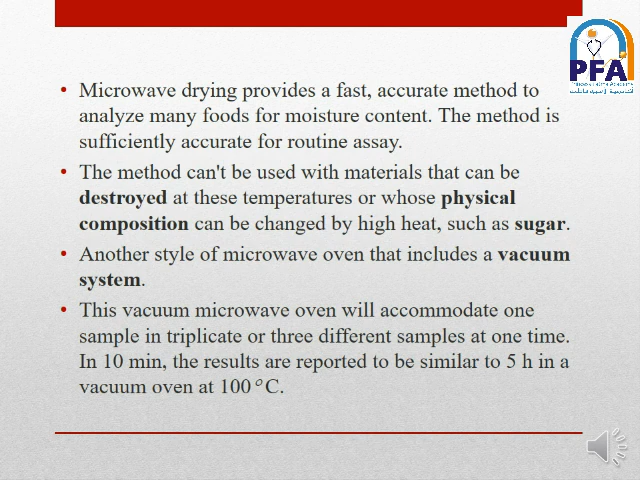 PFA
• Microwave drying provides a fast, accurate method to
analyze many foods for moisture content. The method is
sufficiently accurate for routine assay.
• The method can't be used with materials that can be
destroyed at these temperatures or whose physical
composition can be changed by high heat, such as sugar.
• Another style of microwave oven that includes a vacuum
system.
• This vacuum microwave oven will accommodate one
sample in triplicate or three different samples at one time.
In 10 min, the results are reported to be similar to 5 h in a
vacuum oven at 100 °C.